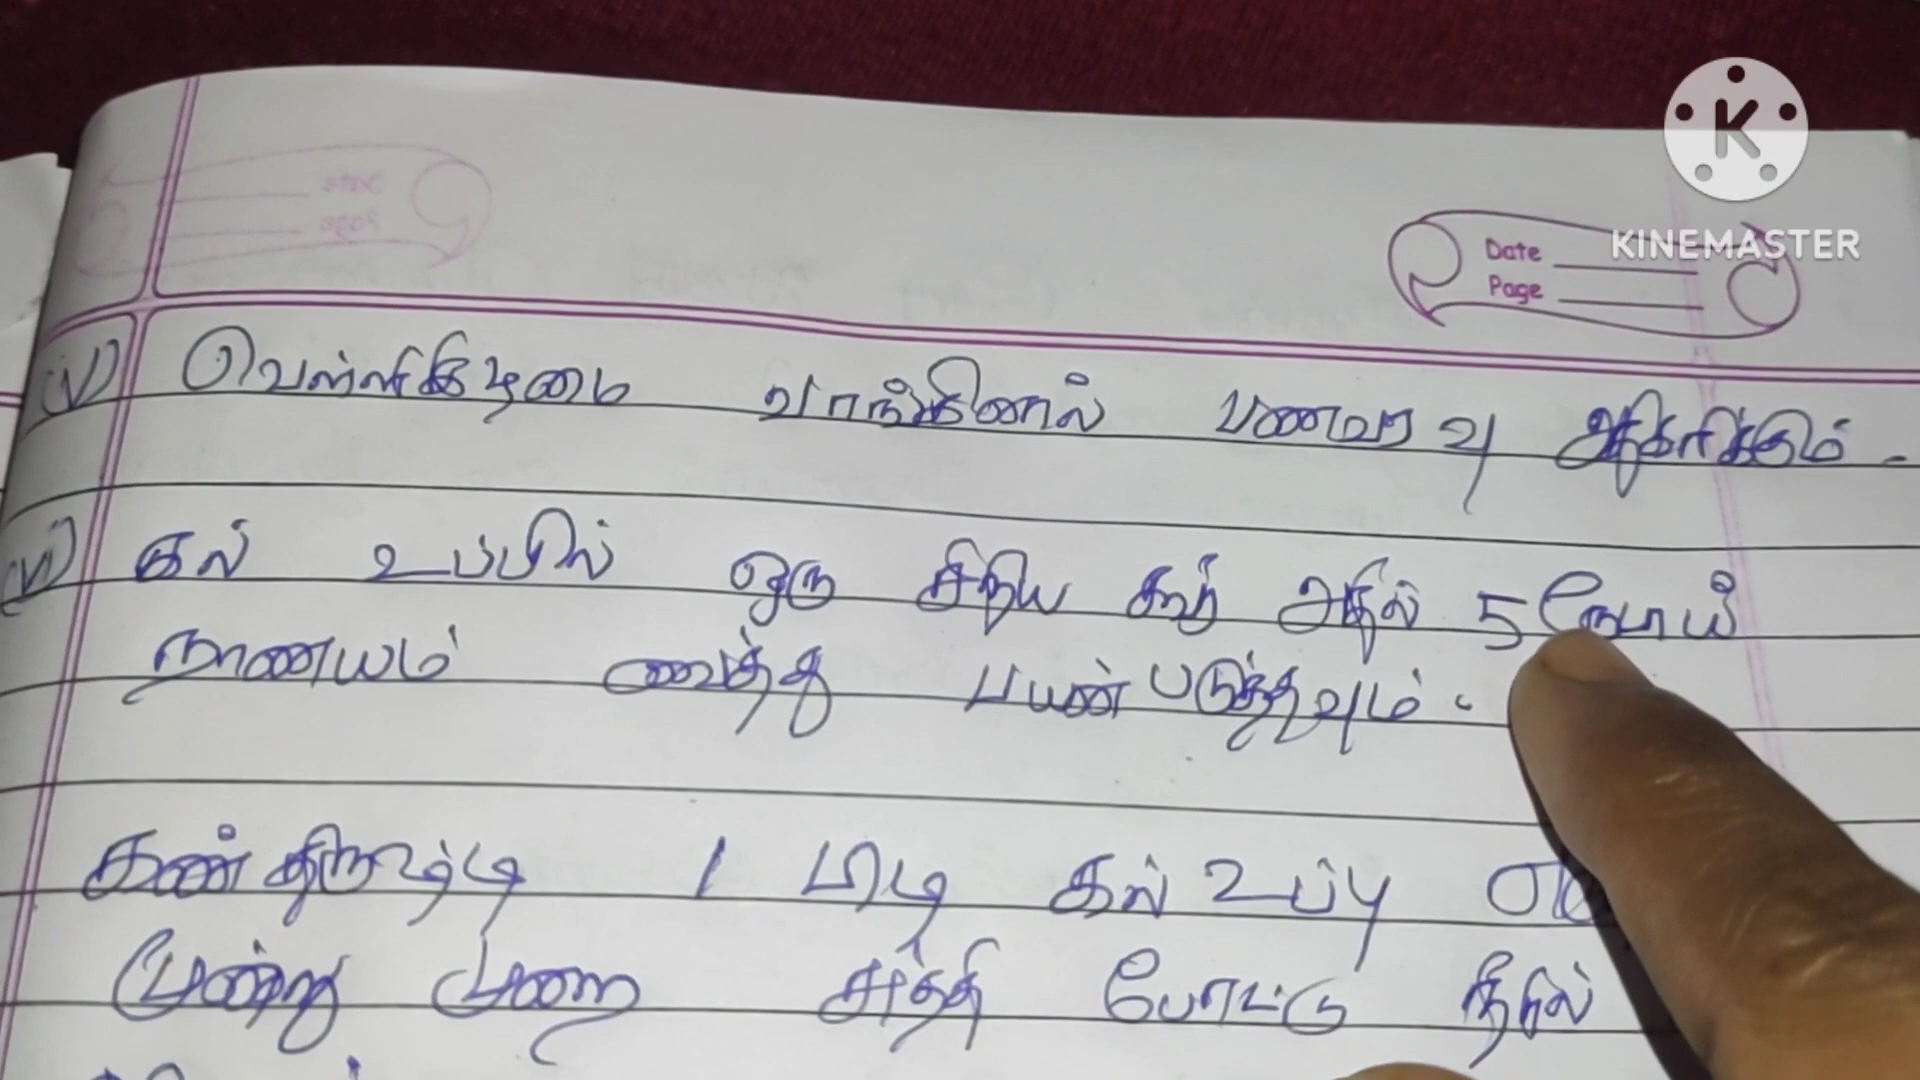 KINEMASTER
Date
Page
v) வெள்ளிகிழமை வாங்கினால் பணவரவு அதிகரிக்கும்.
vi) கல் உப்பில் ஒரு சிறிய கற் அதில் 5 ரூபாய்
நாணயம் வைத்து பயன்படுத்தவும்.
கண்திருஷ்டி 1 பிடி கல் உப்பு
மூன்று முறை சுத்தி போட்டு நீரில்